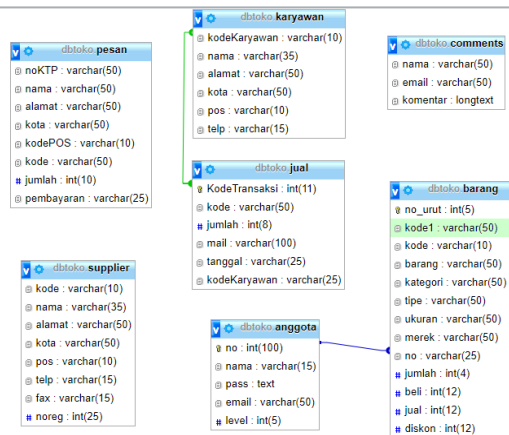 dbtoko pesan
noKTP : varchar(50)
nama : varchar(50)
alamat : varchar(50)
kota : varchar(50)
kodePOS : varchar(10)
kode : varchar(50)
jumlah : int(10)
pembayaran : varchar(25)
dbtoko karyawan
kodeKaryawan : varchar(10)
nama : varchar(35)
alamat : varchar(50)
kota : varchar(50)
pos : varchar(10)
telp : varchar(15)
dbtoko comments
nama : varchar(50)
email : varchar(50)
komentar : longtext
dbtoko jual
KodeTransaksi : int(11)
kode : varchar(50)
jumlah : int(8)
mail : varchar(100)
tanggal : varchar(25)
kodeKaryawan : varchar(25)
dbtoko barang
no_urut : int(5)
kode1 : varchar(50)
kode : varchar(10)
barang : varchar(50)
kategori : varchar(50)
tipe : varchar(50)
ukuran : varchar(50)
merek : varchar(50)
no : varchar(25)
jumlah : int(4)
beli : int(12)
jual : int(12)
diskon : int(12)
dbtoko supplier
kode : varchar(10)
nama : varchar(35)
alamat : varchar(50)
kota : varchar(50)
pos : varchar(10)
telp : varchar(15)
fax : varchar(15)
noreg : int(25)
dbtoko anggota
no : int(100)
nama : varchar(15)
pass : text
email : varchar(50)
level : int(5)